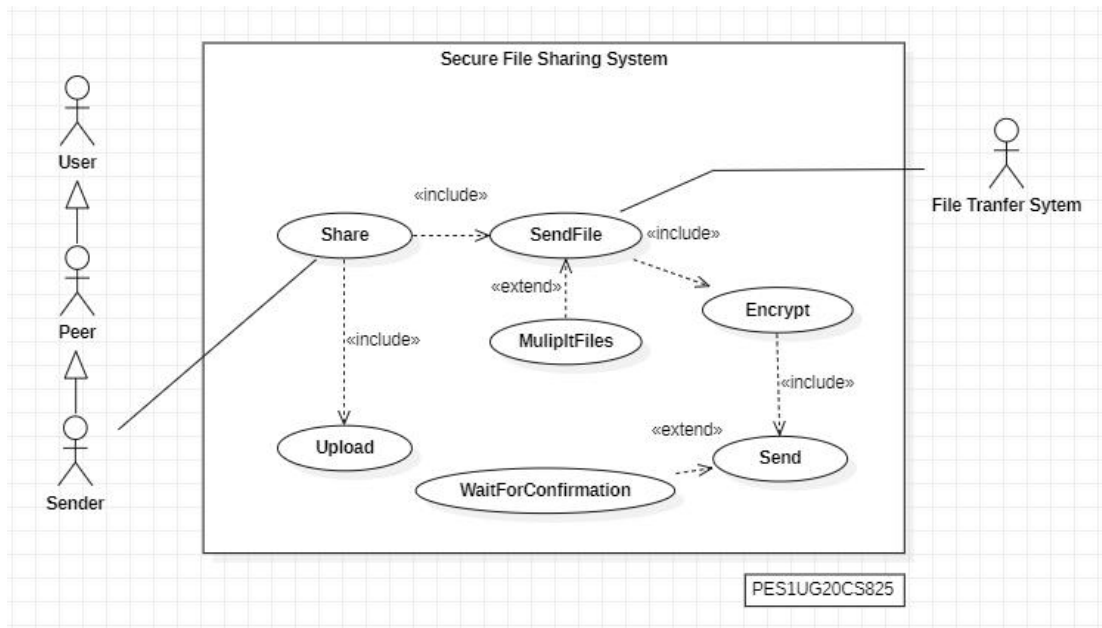 Secure File Sharing System
User
File Tranfer Sytem
«include»
Share
SendFile
«include»
«extend»
Encrypt
Peer
MulipltFiles
«include»
«include»
«extend»
Upload
Send
WaitForConfirmation
Sender
PES1UG20CS825